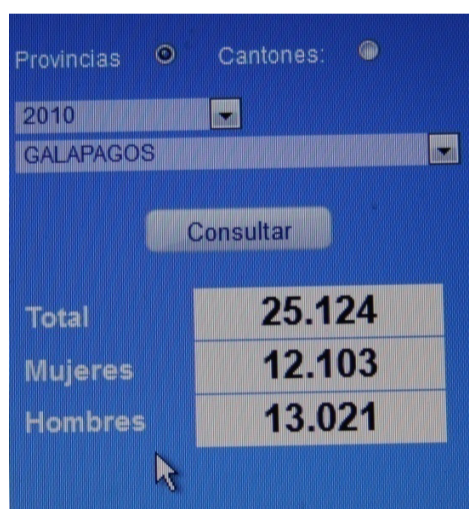 Provincias Cantones:
2010
GALAPAGOS
Consultar
Total 25.124
Mujeres 12.103
Hombres 13.021